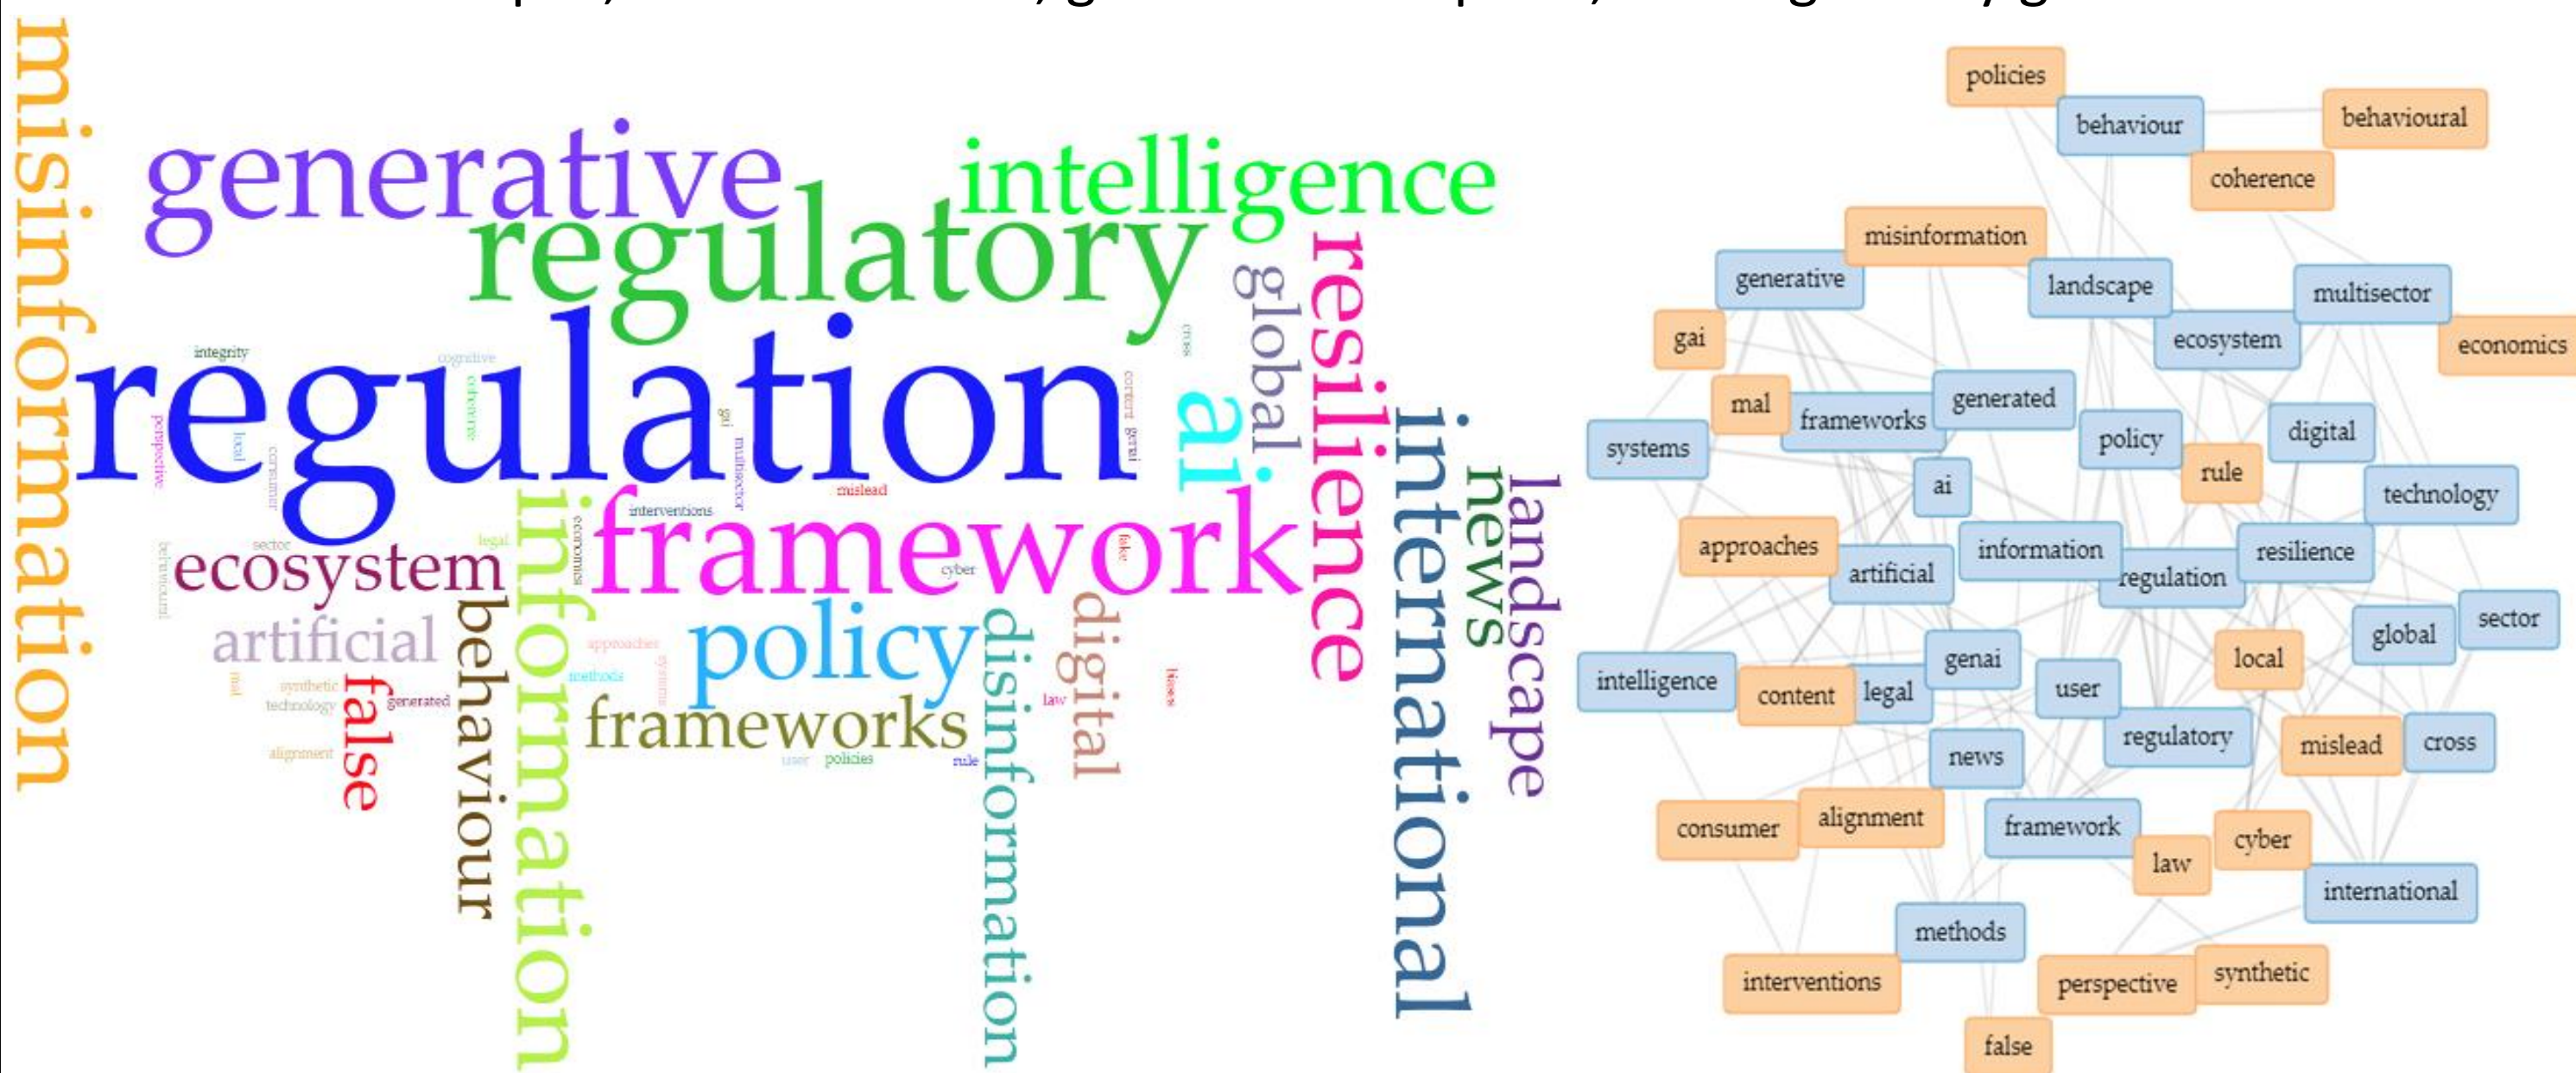 misinformation
generative
intelligence
regulatory
global
resilience
cross
integrity
cognitive
regulation
coherence
perspective
local
consumer
gai
multisector
content
genai
ai
mislead
international
news
landscape
information
interventions
framework
economics
legal
sector
behavioural
ecosystem
cyber
fake
behaviour
artificial
approaches
methods
systems
policy
disinformation
digital
law
biases
mal
synthetic
technology
false
generated
alignment
frameworks
user
policies
rule
policies
behaviour
behavioural
coherence
misinformation
generative
landscape
multisector
gai
ecosystem
economics
mal
frameworks
generated
policy
digital
systems
rule
ai
technology
approaches
artificial
information
regulation
resilience
global
sector
intelligence
content
legal
genai
user
local
regulatory
mislead
cross
news
consumer
alignment
framework
law
cyber
international
methods
interventions
perspective
synthetic
false